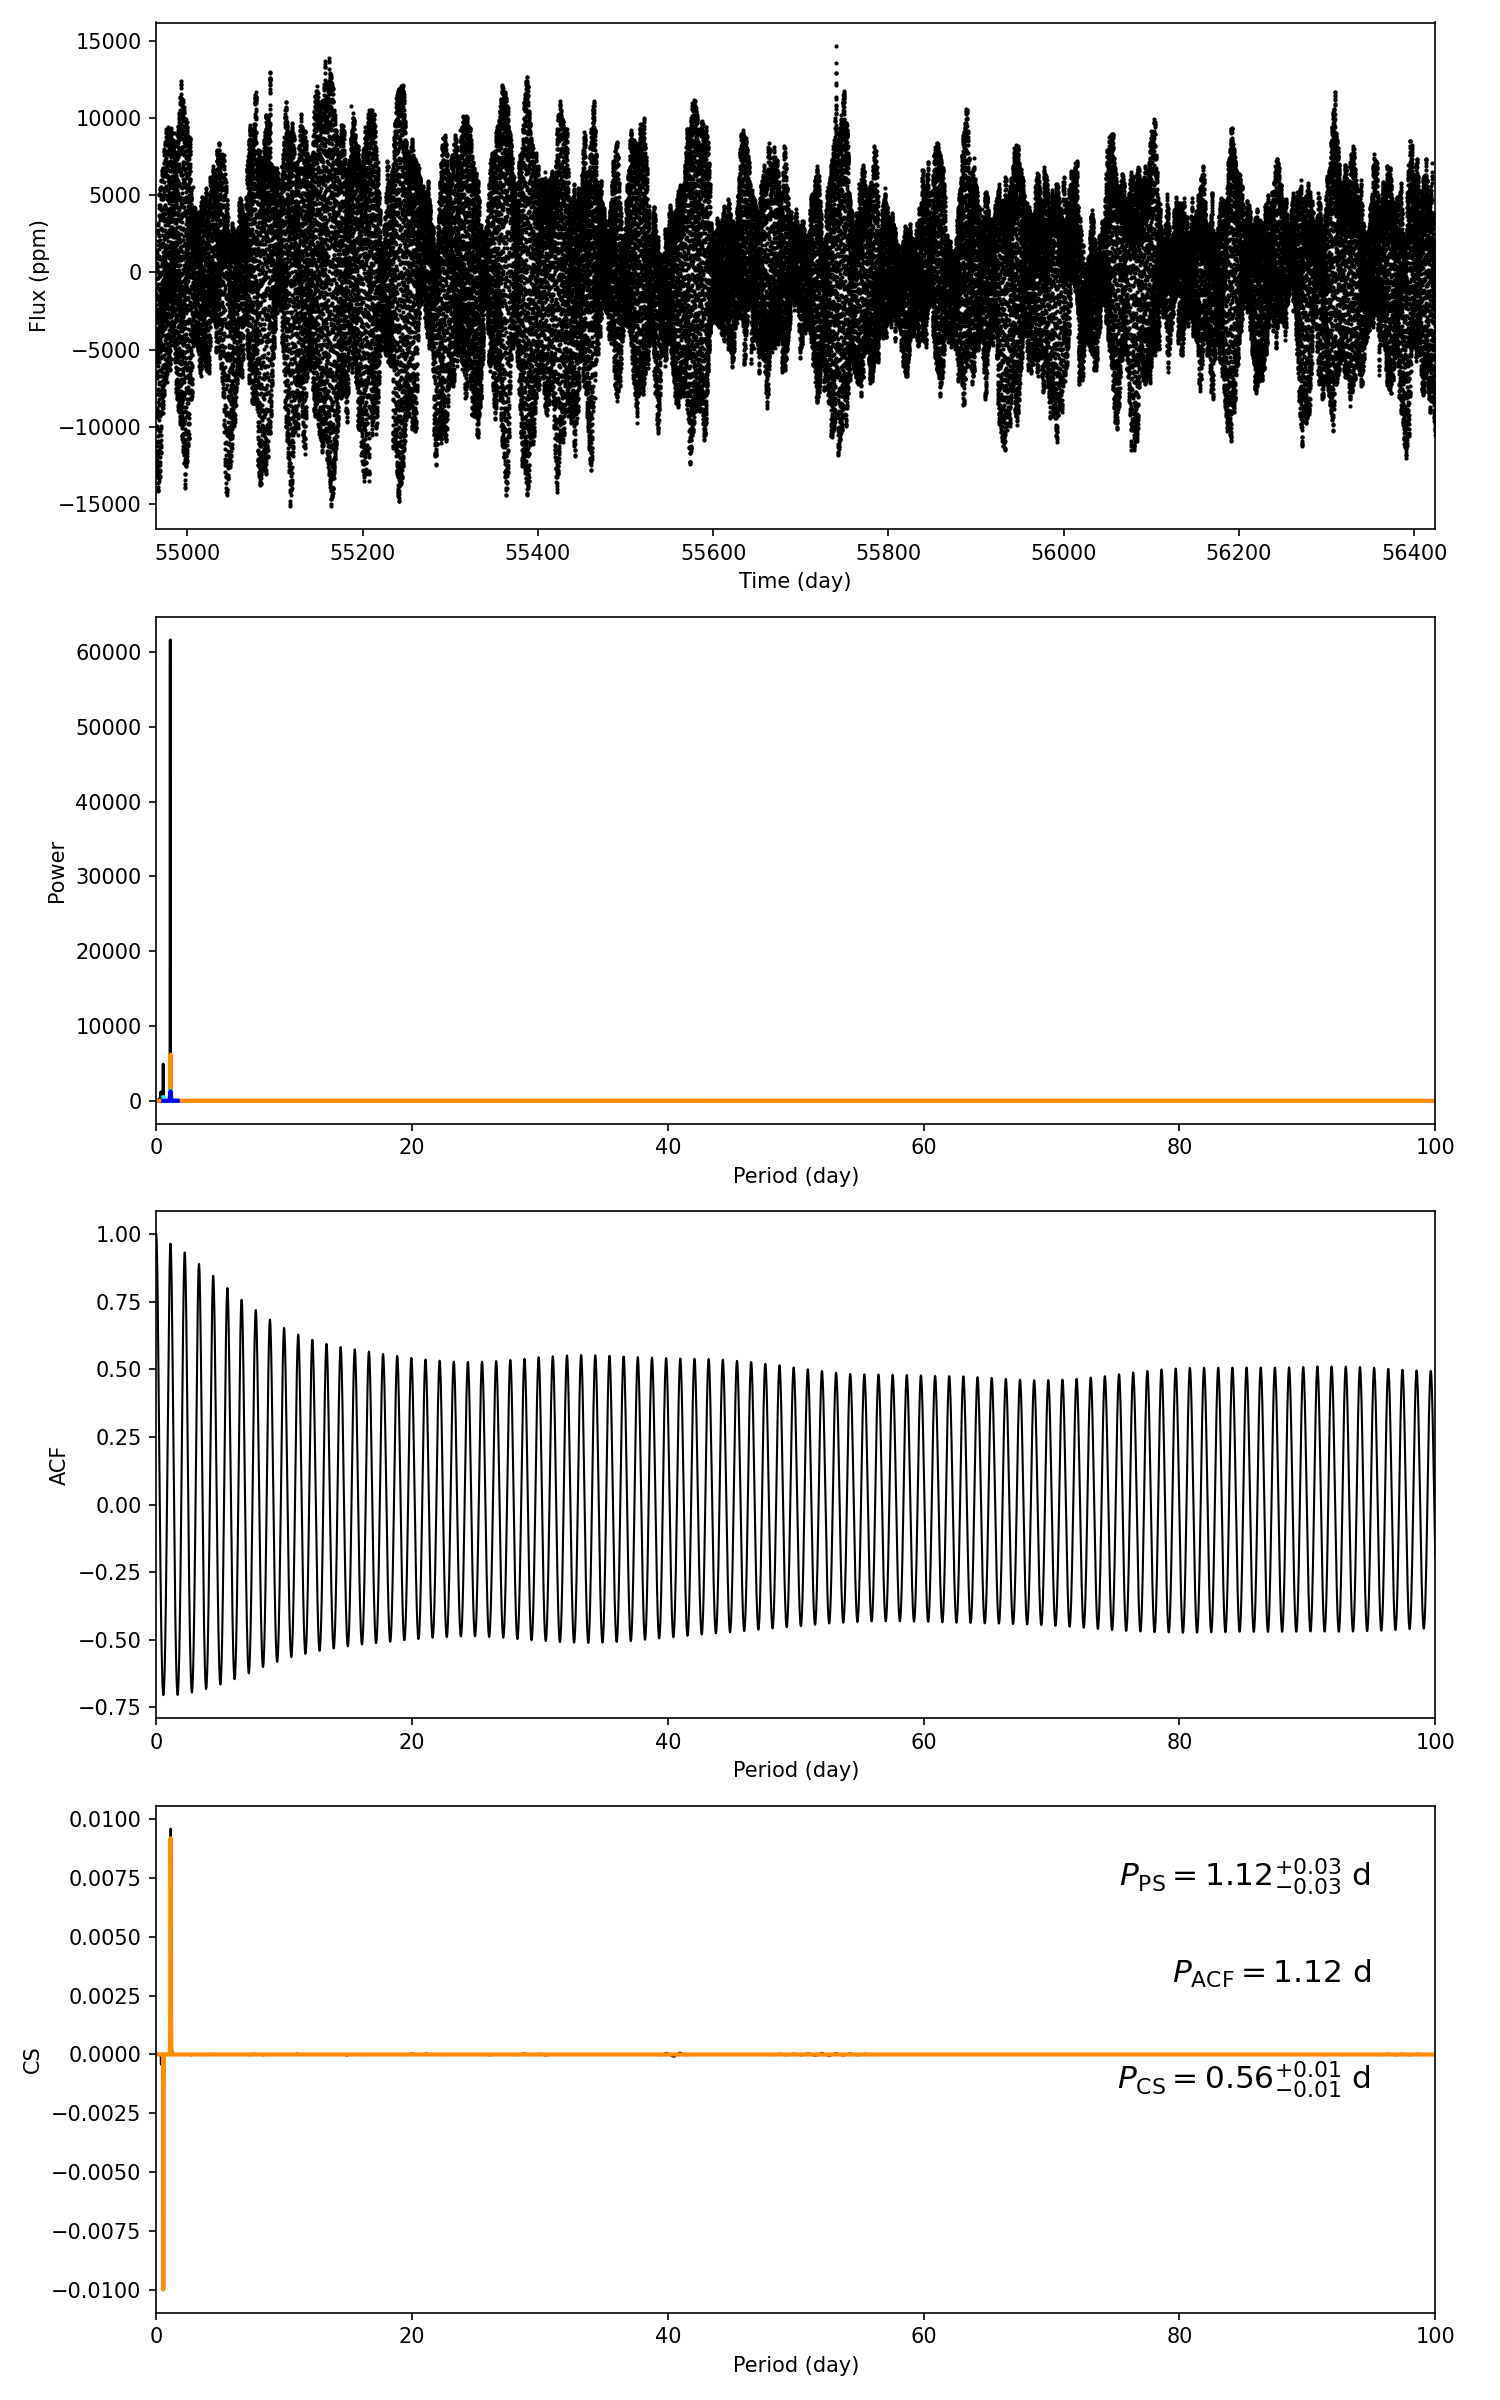 15000
10000
5000
0
−5000
−10000
−15000
Flux (ppm)
55000 55200 55400 55600 55800 56000 56200 56400
Time (day)
60000
50000
40000
30000
20000
10000
0
Power
0 20 40 60 80 100
Period (day)
1.00
0.75
0.50
0.25
0.00
−0.25
−0.50
−0.75
ACF
0 20 40 60 80 100
Period (day)
0.0100
0.0075
0.0050
0.0025
0.0000
−0.0025
−0.0050
−0.0075
−0.0100
CS
P_PS = 1.12^{+0.03}_{−0.03} d
P_ACF = 1.12 d
P_CS = 0.56^{+0.01}_{−0.01} d
0 20 40 60 80 100
Period (day)